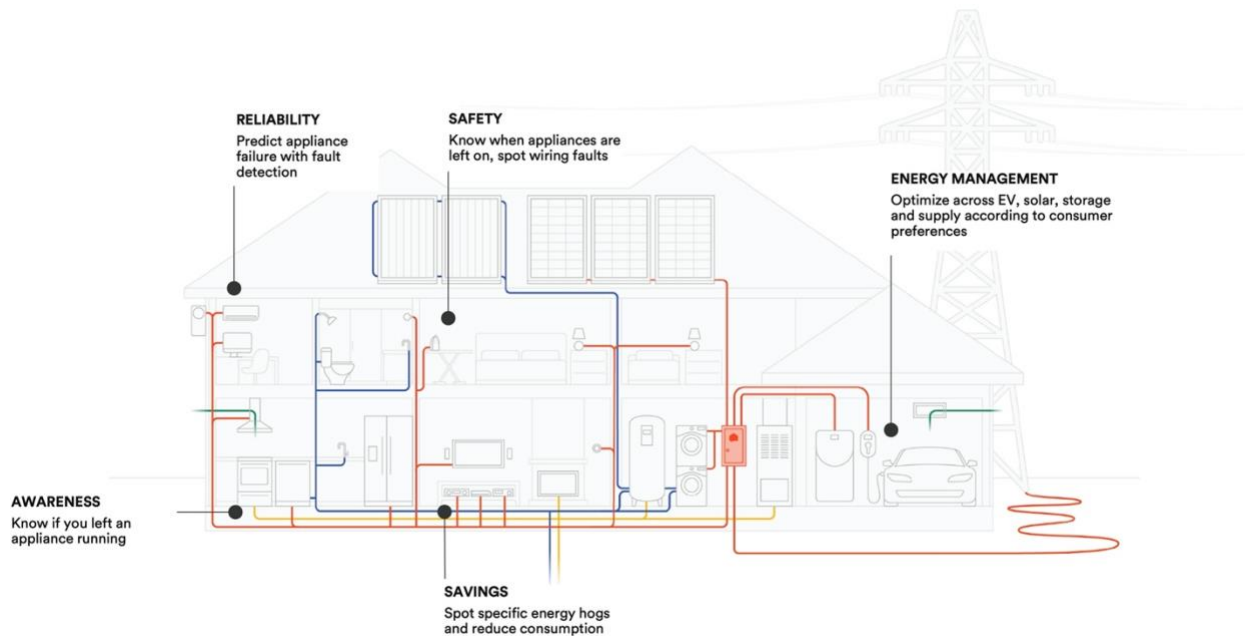 RELIABILITY
Predict appliance
failure with fault
detection
SAFETY
Know when appliances are
left on, spot wiring faults
ENERGY MANAGEMENT
Optimize across EV, solar, storage
and supply according to consumer
preferences
AWARENESS
Know if you left an
appliance running
SAVINGS
Spot specific energy hogs
and reduce consumption